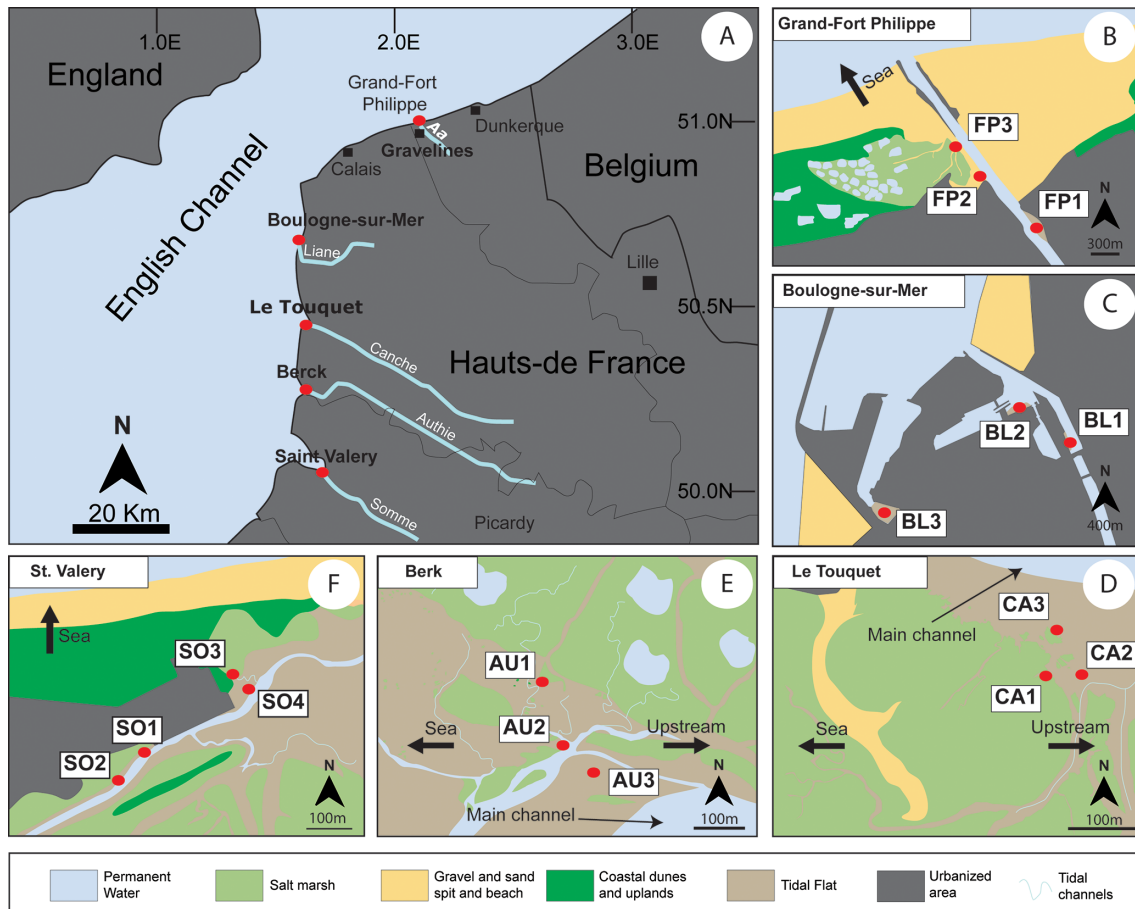 A
1.0E
2.0E
3.0E
England
Grand-Fort
Philippe
Aa
Dunkerque
51.0N
Gravelines
Calais
Belgium
English Channel
Boulogne-sur-Mer
Liane
Lille
Le Touquet
50.5N
Canche
Hauts-de France
Berck
Authie
Saint Valery
N
50.0N
Somme
Picardy
20 Km
Grand-Fort Philippe
B
Sea
FP3
FP2
FP1
N
300m
Boulogne-sur-Mer
C
BL2
BL1
BL3
N
400m
St. Valery
F
Sea
SO3
SO4
SO1
SO2
N
100m
Berk
E
AU1
AU2
Sea
Upstream
AU3
Main channel
N
100m
Le Touquet
D
Main channel
CA3
CA2
CA1
Sea
Upstream
N
100m
Permanent
Water
Salt marsh
Gravel and sand
spit and beach
Coastal dunes
and uplands
Tidal Flat
Urbanized
area
Tidal
channels